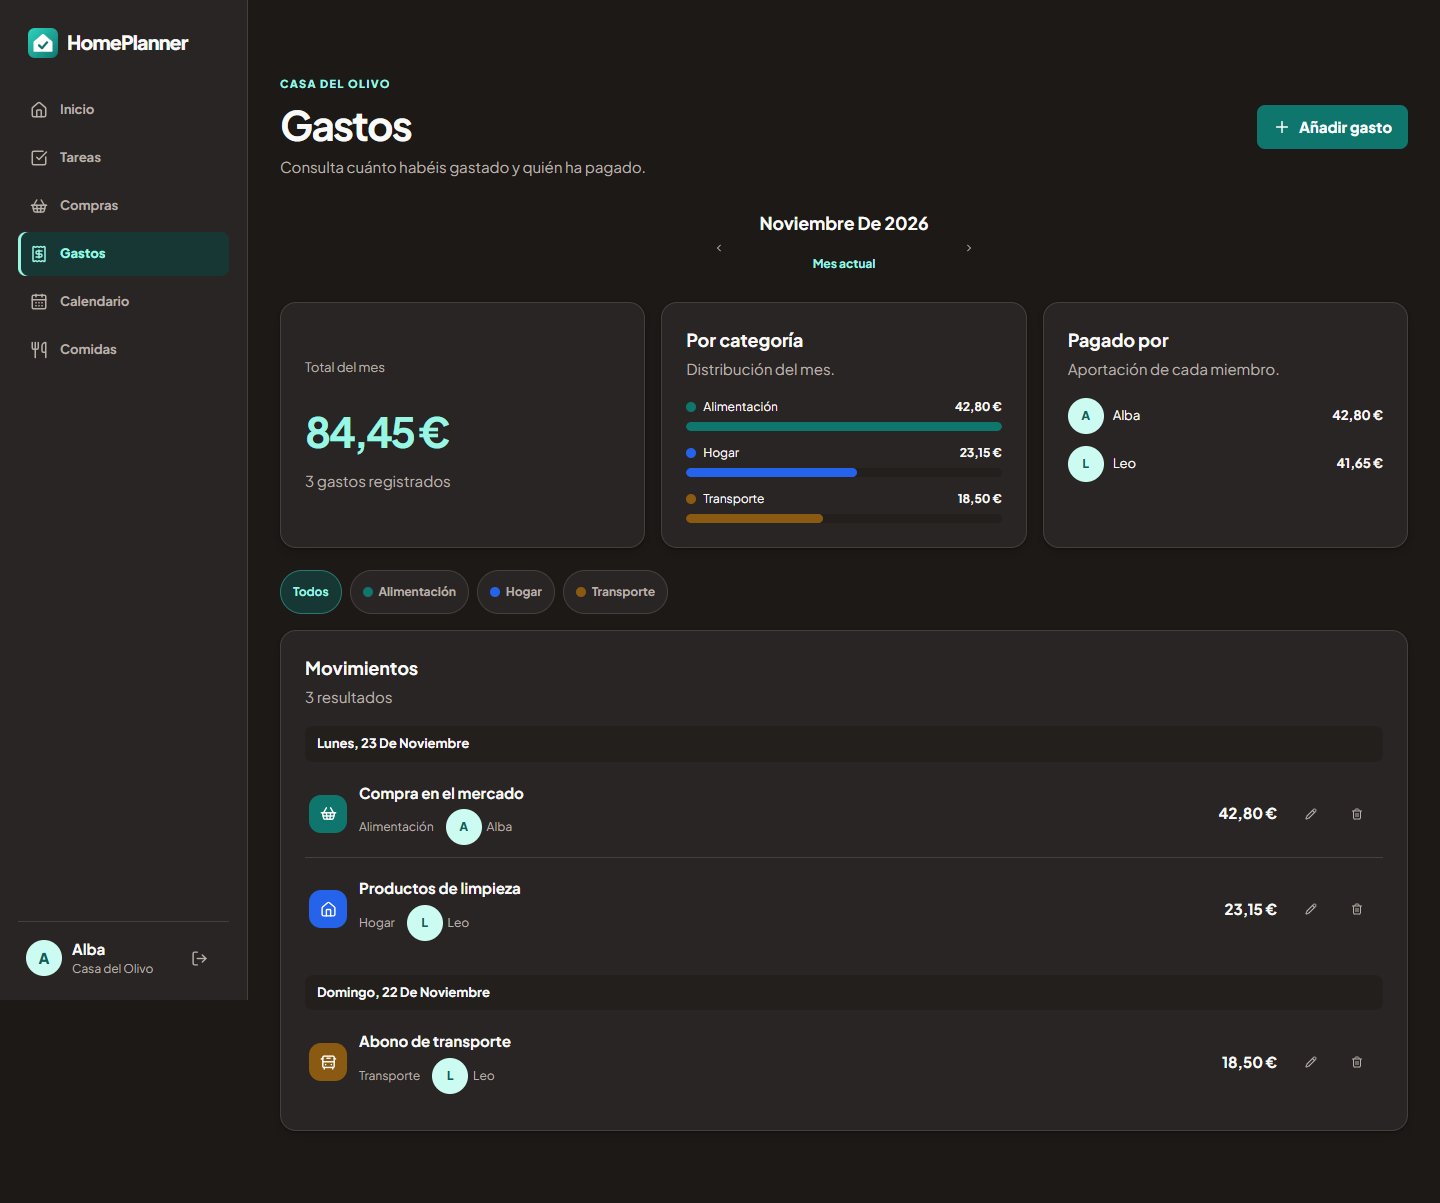 HomePlanner
Inicio
Tareas
Compras
Gastos
Calendario
Comidas
A
Alba
Casa del Olivo
CASA DEL OLIVO
Gastos
Consulta cuánto habéis gastado y quién ha pagado.
Añadir gasto
Noviembre De 2026
Mes actual
Total del mes
84,45 €
3 gastos registrados
Por categoría
Distribución del mes.
Alimentación 42,80 €
Hogar 23,15 €
Transporte 18,50 €
Pagado por
Aportación de cada miembro.
A Alba 42,80 €
L Leo 41,65 €
Todos Alimentación Hogar Transporte
Movimientos
3 resultados
Lunes, 23 De Noviembre
Compra en el mercado
Alimentación A Alba
42,80 €
Productos de limpieza
Hogar L Leo
23,15 €
Domingo, 22 De Noviembre
Abono de transporte
Transporte L Leo
18,50 €